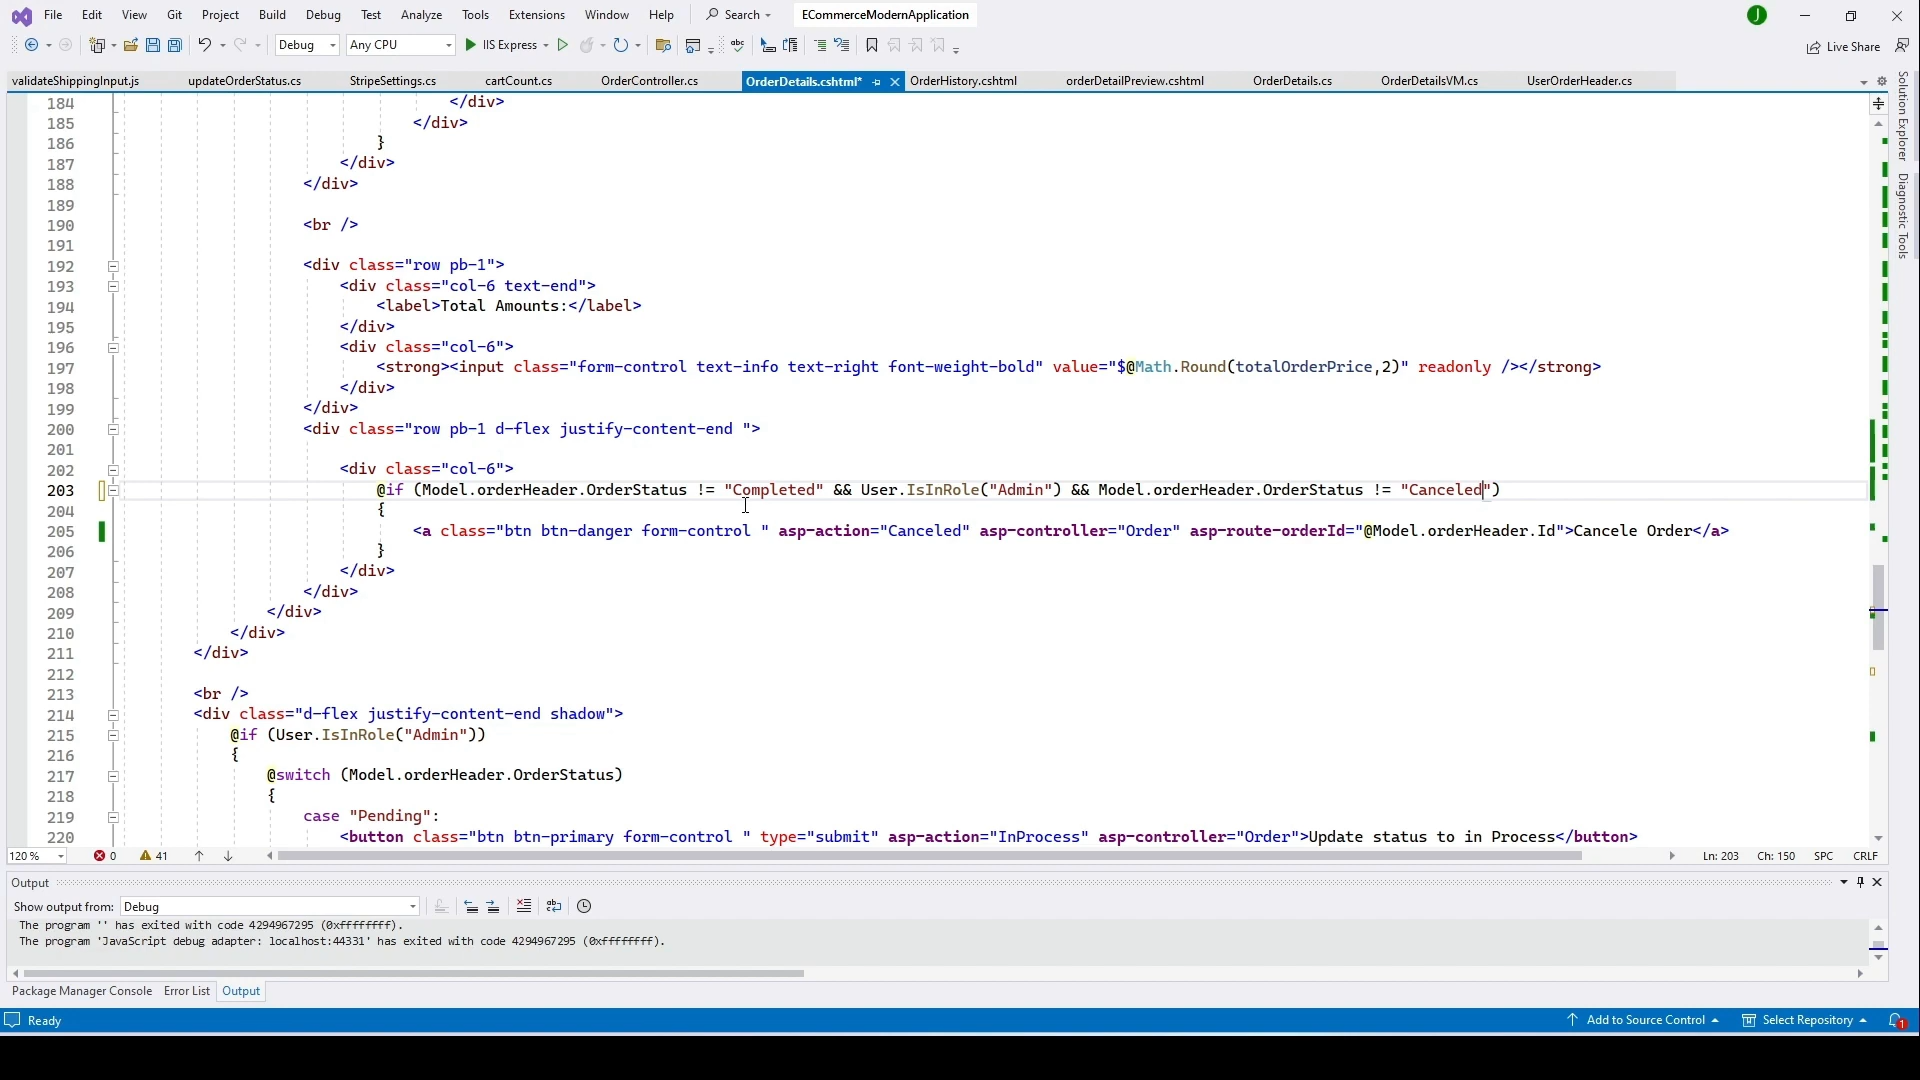 File Edit View Git Project Build Debug Test Analyze Tools Extensions Window Help Search ECommerceModernApplication J
Debug Any CPU IIS Express Live Share
validateShippingInput.js updateOrderStatus.cs StripeSettings.cs cartCount.cs OrderController.cs OrderDetails.cshtml* OrderHistory.cshtml orderDetailPreview.cshtml OrderDetails.cs OrderDetailsVM.cs UserOrderHeader.cs
Solution Explorer
Diagnostic Tools
184 </div>
185 </div>
186 }
187 </div>
188 </div>
189
190 <br />
191
192 <div class="row pb-1">
193 <div class="col-6 text-end">
194 <label>Total Amounts:</label>
195 </div>
196 <div class="col-6">
197 <strong><input class="form-control text-info text-right font-weight-bold" value="$@Math.Round(totalOrderPrice,2)" readonly /></strong>
198 </div>
199 </div>
200 <div class="row pb-1 d-flex justify-content-end ">
201
202 <div class="col-6">
203 @if (Model.orderHeader.OrderStatus != "Completed" && User.IsInRole("Admin") && Model.orderHeader.OrderStatus != "Canceled")
204 {
205 <a class="btn btn-danger form-control " asp-action="Canceled" asp-controller="Order" asp-route-orderId="@Model.orderHeader.Id">Cancele Order</a>
206 }
207 </div>
208 </div>
209 </div>
210 </div>
211 </div>
212
213 <br />
214 <div class="d-flex justify-content-end shadow">
215 @if (User.IsInRole("Admin"))
216 {
217 @switch (Model.orderHeader.OrderStatus)
218 {
219 case "Pending":
220 <button class="btn btn-primary form-control " type="submit" asp-action="InProcess" asp-controller="Order">Update status to in Process</button>
120 % 0 41 Ln: 203 Ch: 150 SPC CRLF
Output
Show output from: Debug
The program '' has exited with code 4294967295 (0xffffffff).
The program 'JavaScript debug adapter: localhost:44331' has exited with code 4294967295 (0xffffffff).
Package Manager Console Error List Output
Ready Add to Source Control Select Repository 1